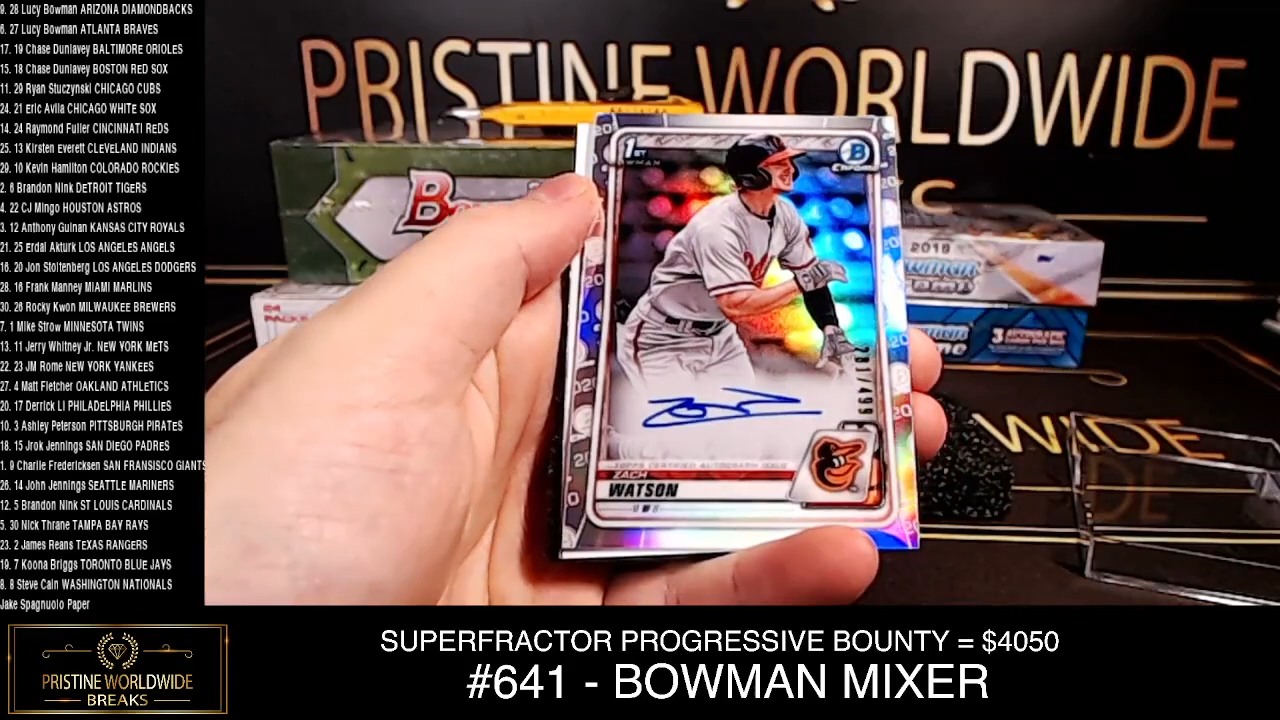 9. 28 Lucy Bowman ARIZONA DIAMONDBACKS
6. 27 Lucy Bowman ATLANTA BRAVES
17. 19 Chase Dunlavey BALTIMORE ORIOLES
15. 18 Chase Dunlavey BOSTON RED SOX
11. 29 Ryan Stuczynski CHICAGO CUBS
24. 21 Eric Avila CHICAGO WHITE SOX
14. 24 Raymond Fuller CINCINNATI REDS
25. 13 Kirsten Everett CLEVELAND INDIANS
29. 10 Kevin Hamilton COLORADO ROCKIES
2. 6 Brandon Nink DETROIT TIGERS
4. 22 CJ Mingo HOUSTON ASTROS
3. 12 Anthony Guinan KANSAS CITY ROYALS
21. 25 Erdal Akturk LOS ANGELES ANGELS
16. 20 Jon Stoltenberg LOS ANGELES DODGERS
28. 16 Frank Manney MIAMI MARLINS
30. 26 Rocky Kwon MILWAUKEE BREWERS
7. 1 Mike Strow MINNESOTA TWINS
13. 11 Jerry Whitney Jr. NEW YORK METS
22. 23 JM Rome NEW YORK YANKEES
27. 4 Matt Fletcher OAKLAND ATHLETICS
20. 17 Derrick Li PHILADELPHIA PHILLIES
10. 3 Ashley Peterson PITTSBURGH PIRATES
18. 15 Jrok Jennings SAN DIEGO PADRES
1. 9 Charlie Fredericksen SAN FRANSISCO GIANTS
26. 14 John Jennings SEATTLE MARINERS
12. 5 Brandon Nink ST LOUIS CARDINALS
5. 30 Nick Thrane TAMPA BAY RAYS
23. 2 James Reans TEXAS RANGERS
19. 7 Koona Briggs TORONTO BLUE JAYS
8. 8 Steve Cain WASHINGTON NATIONALS
Jake Spagnuolo Paper
PRISTINE WORLDWIDE
1ST
BOWMAN
B
CHROME
281/499
TOPPS CERTIFIED AUTOGRAPH ISSUE
ZACH
WATSON
2018
3 AUTOGRAPH
WIDE
PRISTINE WORLDWIDE
BREAKS
SUPERFRACTOR PROGRESSIVE BOUNTY = $4050
#641 - BOWMAN MIXER